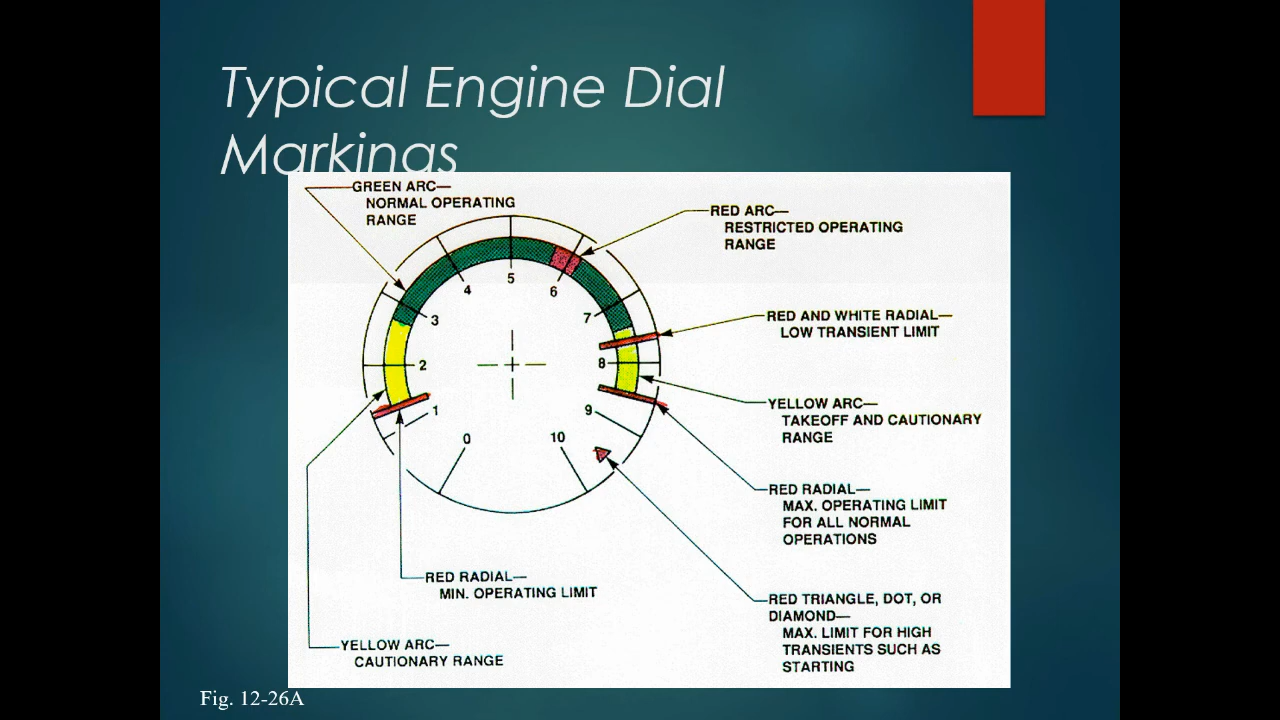 Typical Engine Dial
Markings
GREEN ARC—
NORMAL OPERATING
RANGE
RED ARC—
RESTRICTED OPERATING
RANGE
RED AND WHITE RADIAL—
LOW TRANSIENT LIMIT
YELLOW ARC—
TAKEOFF AND CAUTIONARY
RANGE
RED RADIAL—
MAX. OPERATING LIMIT
FOR ALL NORMAL
OPERATIONS
RED TRIANGLE, DOT, OR
DIAMOND—
MAX. LIMIT FOR HIGH
TRANSIENTS SUCH AS
STARTING
0
1
2
3
4
5
6
7
8
9
10
RED RADIAL—
MIN. OPERATING LIMIT
YELLOW ARC—
CAUTIONARY RANGE
Fig. 12-26A